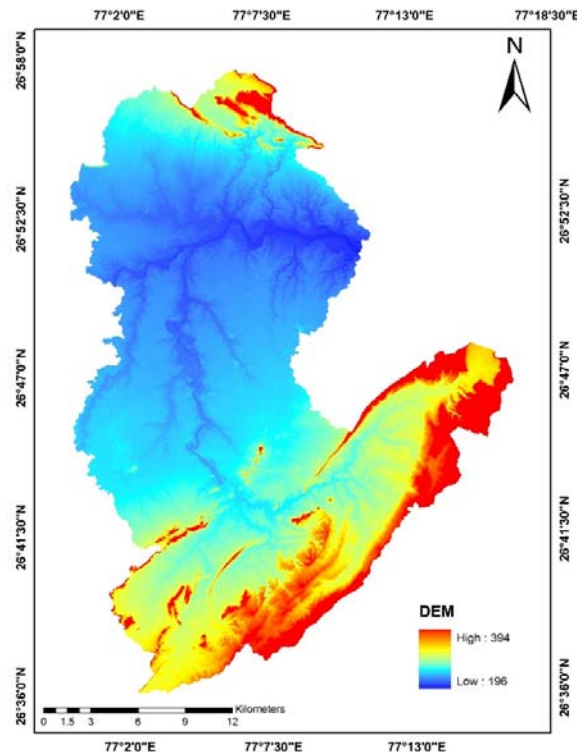 77°2'0"E 77°7'30"E 77°13'0"E 77°18'30"E
26°58'0"N
N
26°52'30"N 26°52'30"N
26°47'0"N 26°47'0"N
26°41'30"N 26°41'30"N
DEM
High : 394
Low : 196
26°36'0"N 26°36'0"N
Kilometers
0 1.5 3 6 9 12
77°2'0"E 77°7'30"E 77°13'0"E